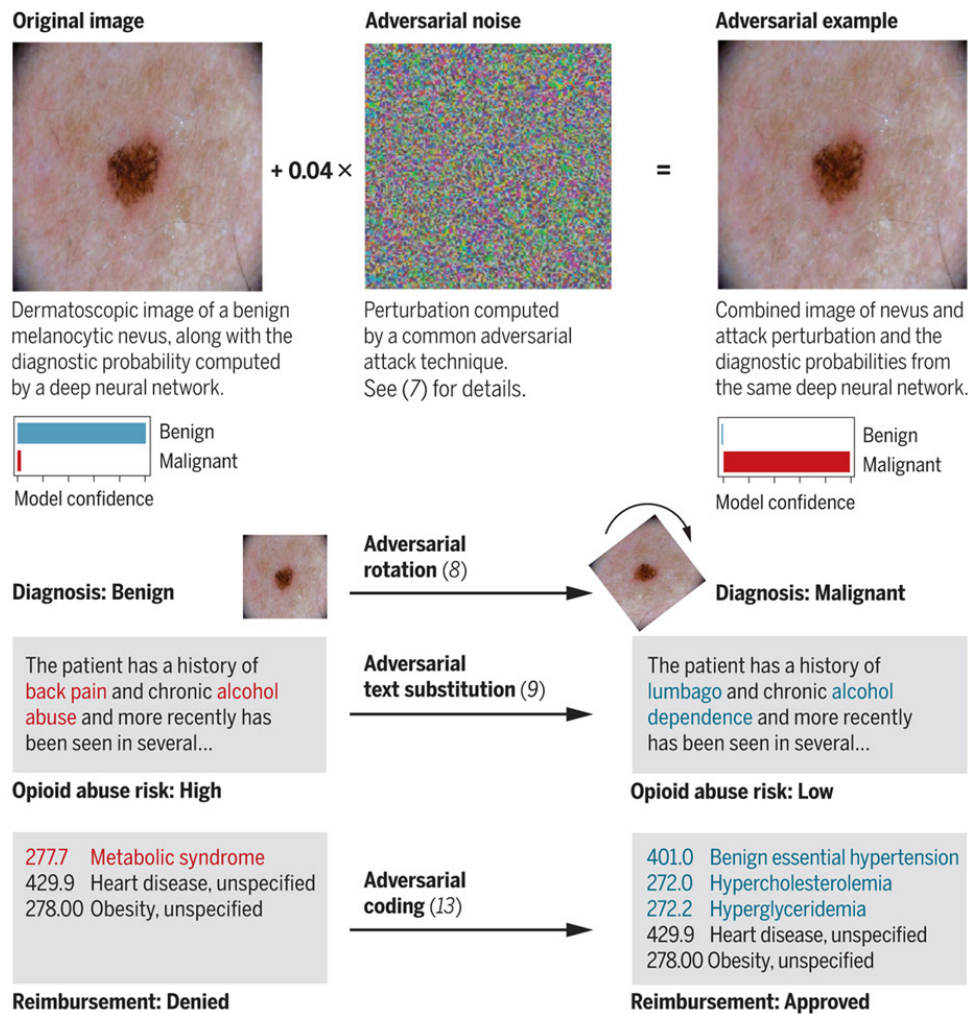 Original image
Adversarial noise
Adversarial example
+ 0.04 ×
=
Dermatoscopic image of a benign
melanocytic nevus, along with the
diagnostic probability computed
by a deep neural network.
Perturbation computed
by a common adversarial
attack technique.
See (7) for details.
Combined image of nevus and
attack perturbation and the
diagnostic probabilities from
the same deep neural network.
Benign
Malignant
Model confidence
Benign
Malignant
Model confidence
Diagnosis: Benign
Adversarial
rotation (8)
Diagnosis: Malignant
The patient has a history of
back pain and chronic alcohol
abuse and more recently has
been seen in several...
Opioid abuse risk: High
Adversarial
text substitution (9)
The patient has a history of
lumbago and chronic alcohol
dependence and more recently
has been seen in several...
Opioid abuse risk: Low
277.7 Metabolic syndrome
429.9 Heart disease, unspecified
278.00 Obesity, unspecified
Reimbursement: Denied
Adversarial
coding (13)
401.0 Benign essential hypertension
272.0 Hypercholesterolemia
272.2 Hyperglyceridemia
429.9 Heart disease, unspecified
278.00 Obesity, unspecified
Reimbursement: Approved